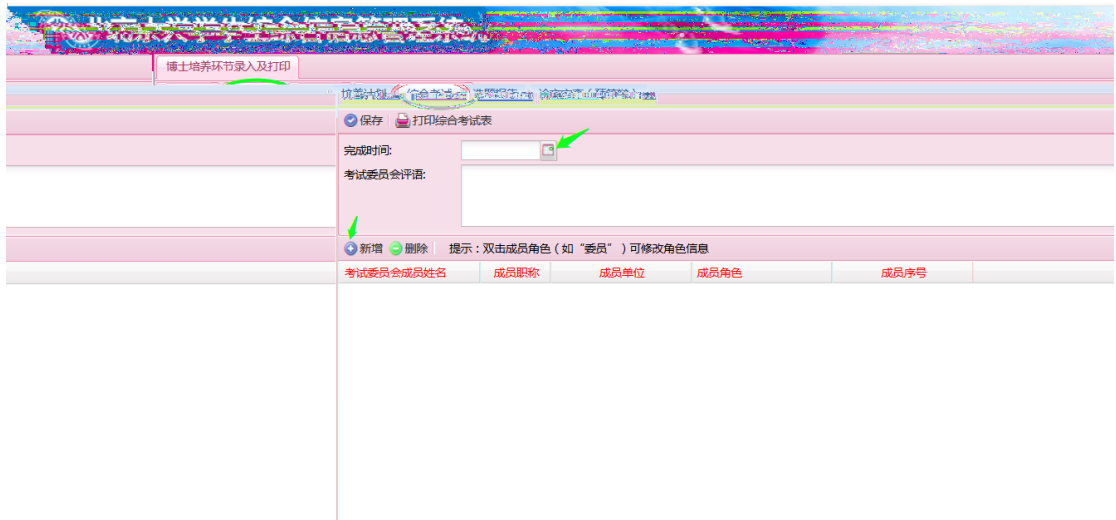 博士培养环节录入及打印
综合考试
保存 打印综合考试表
完成时间:
考试委员会评语:
新增 删除 提示：双击成员角色（如“委员”）可修改角色信息
考试委员会成员姓名 成员职称 成员单位 成员角色 成员序号